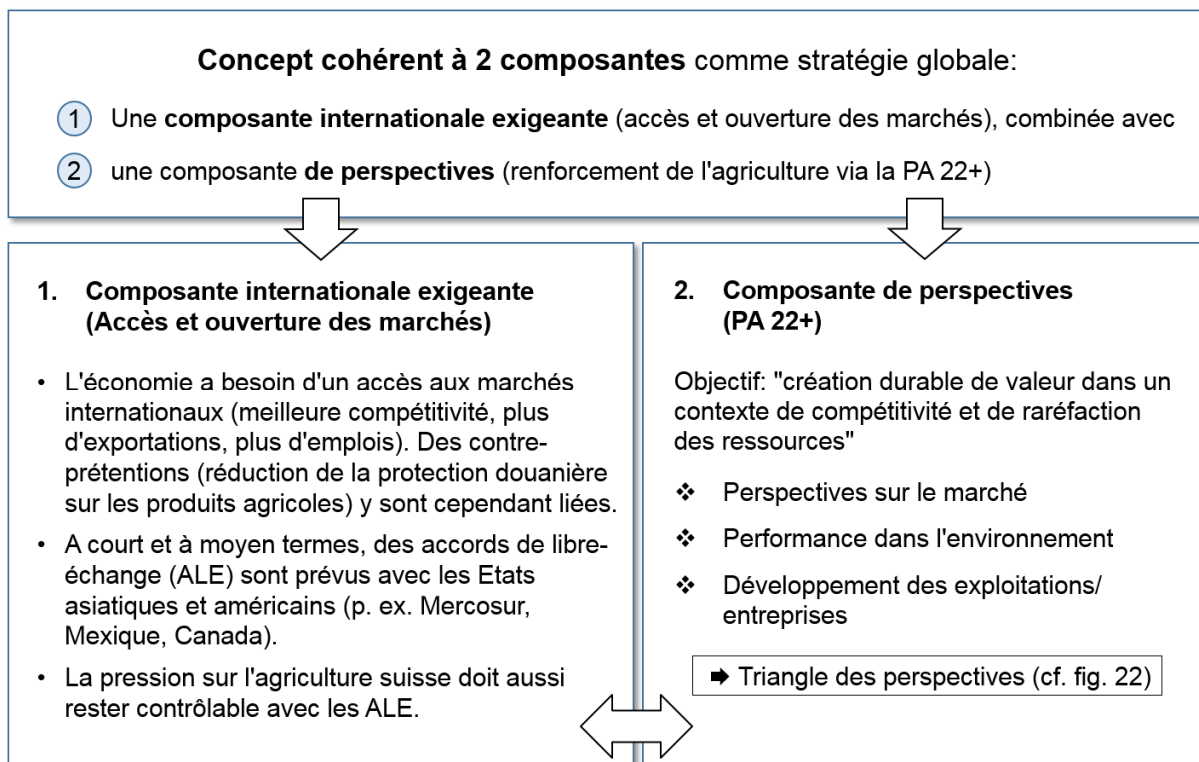 Concept cohérent à 2 composantes comme stratégie globale:
1 Une composante internationale exigeante (accès et ouverture des marchés), combinée avec
2 une composante de perspectives (renforcement de l'agriculture via la PA 22+)
1. Composante internationale exigeante
(Accès et ouverture des marchés)
• L'économie a besoin d'un accès aux marchés
internationaux (meilleure compétitivité, plus
d'exportations, plus d'emplois). Des contre-
prétentions (réduction de la protection douanière
sur les produits agricoles) y sont cependant liées.
• A court et à moyen termes, des accords de libre-
échange (ALE) sont prévus avec les Etats
asiatiques et américains (p. ex. Mercosur,
Mexique, Canada).
• La pression sur l'agriculture suisse doit aussi
rester contrôlable avec les ALE.
2. Composante de perspectives
(PA 22+)
Objectif: "création durable de valeur dans un
contexte de compétitivité et de raréfaction
des ressources"
❖ Perspectives sur le marché
❖ Performance dans l'environnement
❖ Développement des exploitations/
entreprises
➡ Triangle des perspectives (cf. fig. 22)